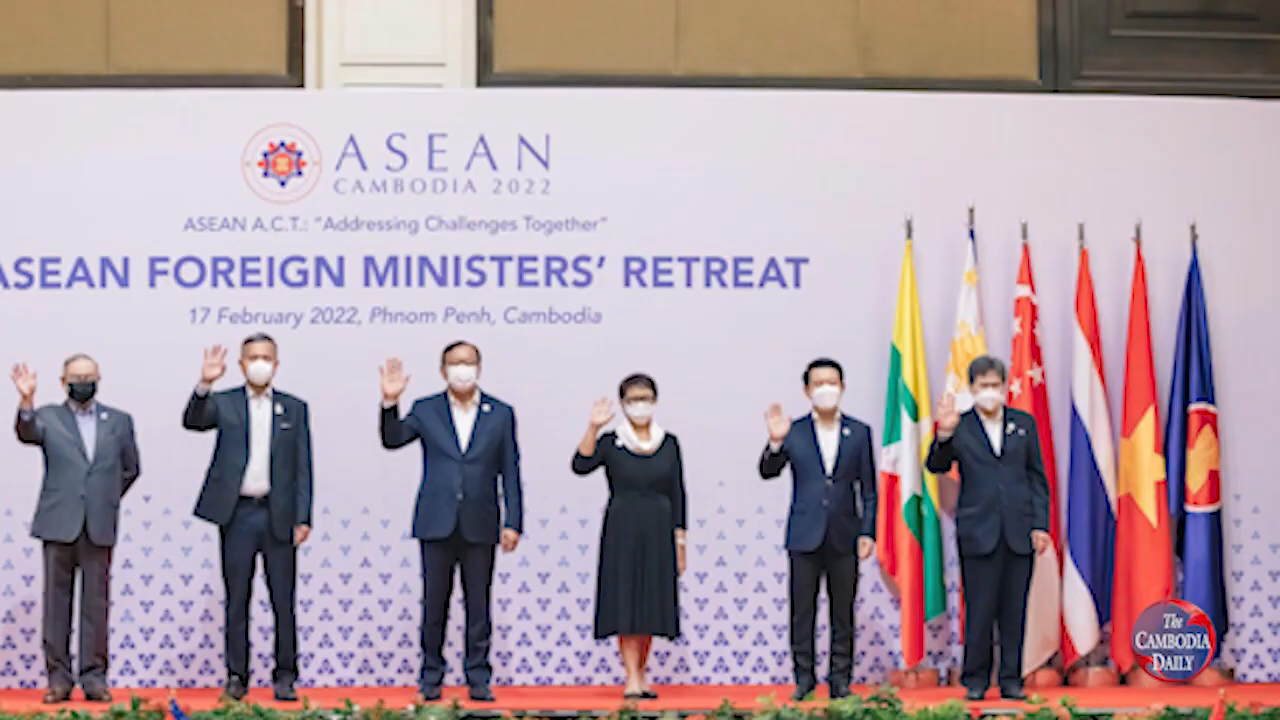 ASEAN
CAMBODIA 2022
ASEAN A.C.T.: “Addressing Challenges Together”
ASEAN FOREIGN MINISTERS’ RETREAT
17 February 2022, Phnom Penh, Cambodia
The
CAMBODIA
DAILY